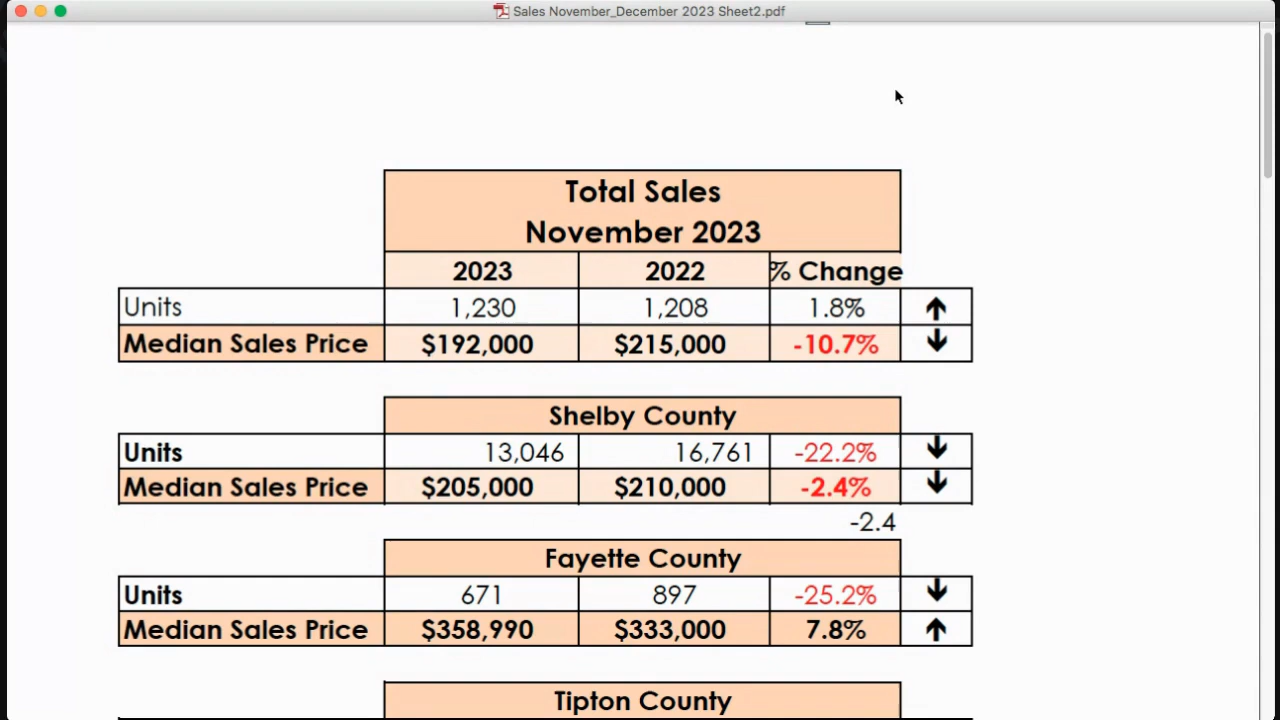 Sales November_December 2023 Sheet2.pdf
Total Sales
November 2023
2023 2022 % Change
Units 1,230 1,208 1.8% ↑
Median Sales Price $192,000 $215,000 -10.7% ↓
Shelby County
Units 13,046 16,761 -22.2% ↓
Median Sales Price $205,000 $210,000 -2.4% ↓
-2.4
Fayette County
Units 671 897 -25.2% ↓
Median Sales Price $358,990 $333,000 7.8% ↑
Tipton County